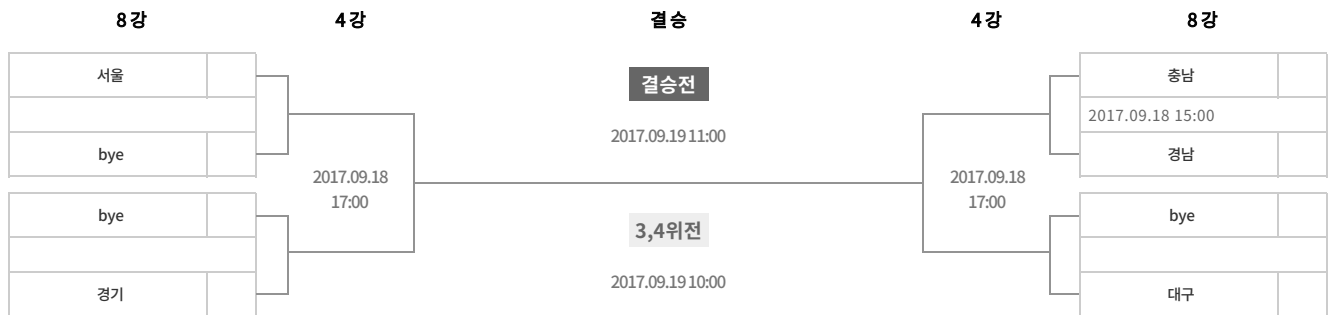 8강 4강 결승 4강 8강
서울
bye
bye
경기
2017.09.18
17:00
결승전
2017.09.19 11:00
3,4위전
2017.09.19 10:00
2017.09.18
17:00
충남
2017.09.18 15:00
경남
bye
대구